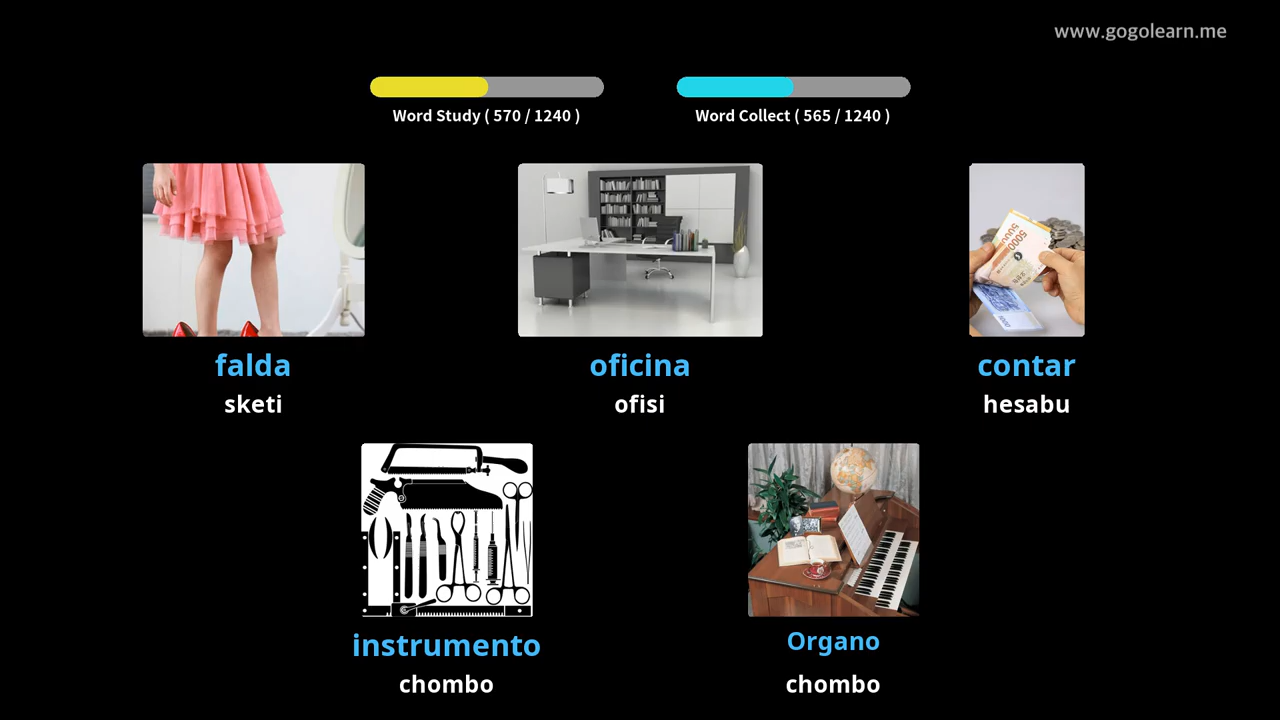 www.gogolearn.me
Word Study ( 570 / 1240 )
Word Collect ( 565 / 1240 )
falda
oficina
contar
sketi
ofisi
hesabu
5000
instrumento
Organo
chombo
chombo